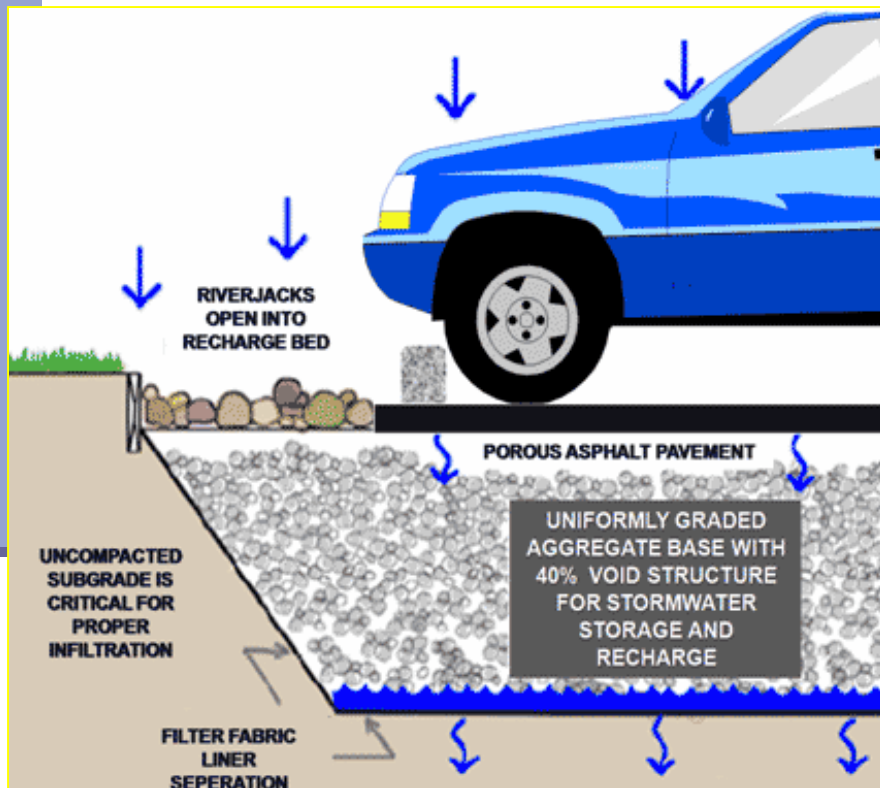 RIVERJACKS
OPEN INTO
RECHARGE BED
POROUS ASPHALT PAVEMENT
UNIFORMLY GRADED
AGGREGATE BASE WITH
40% VOID STRUCTURE
FOR STORMWATER
STORAGE AND
RECHARGE
UNCOMPACTED
SUBGRADE IS
CRITICAL FOR
PROPER
INFILTRATION
FILTER FABRIC
LINER
SEPERATION